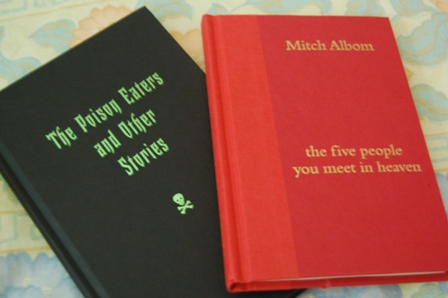 The Poison Eaters
and Other
Stories
Mitch Albom
the five people
you meet in heaven